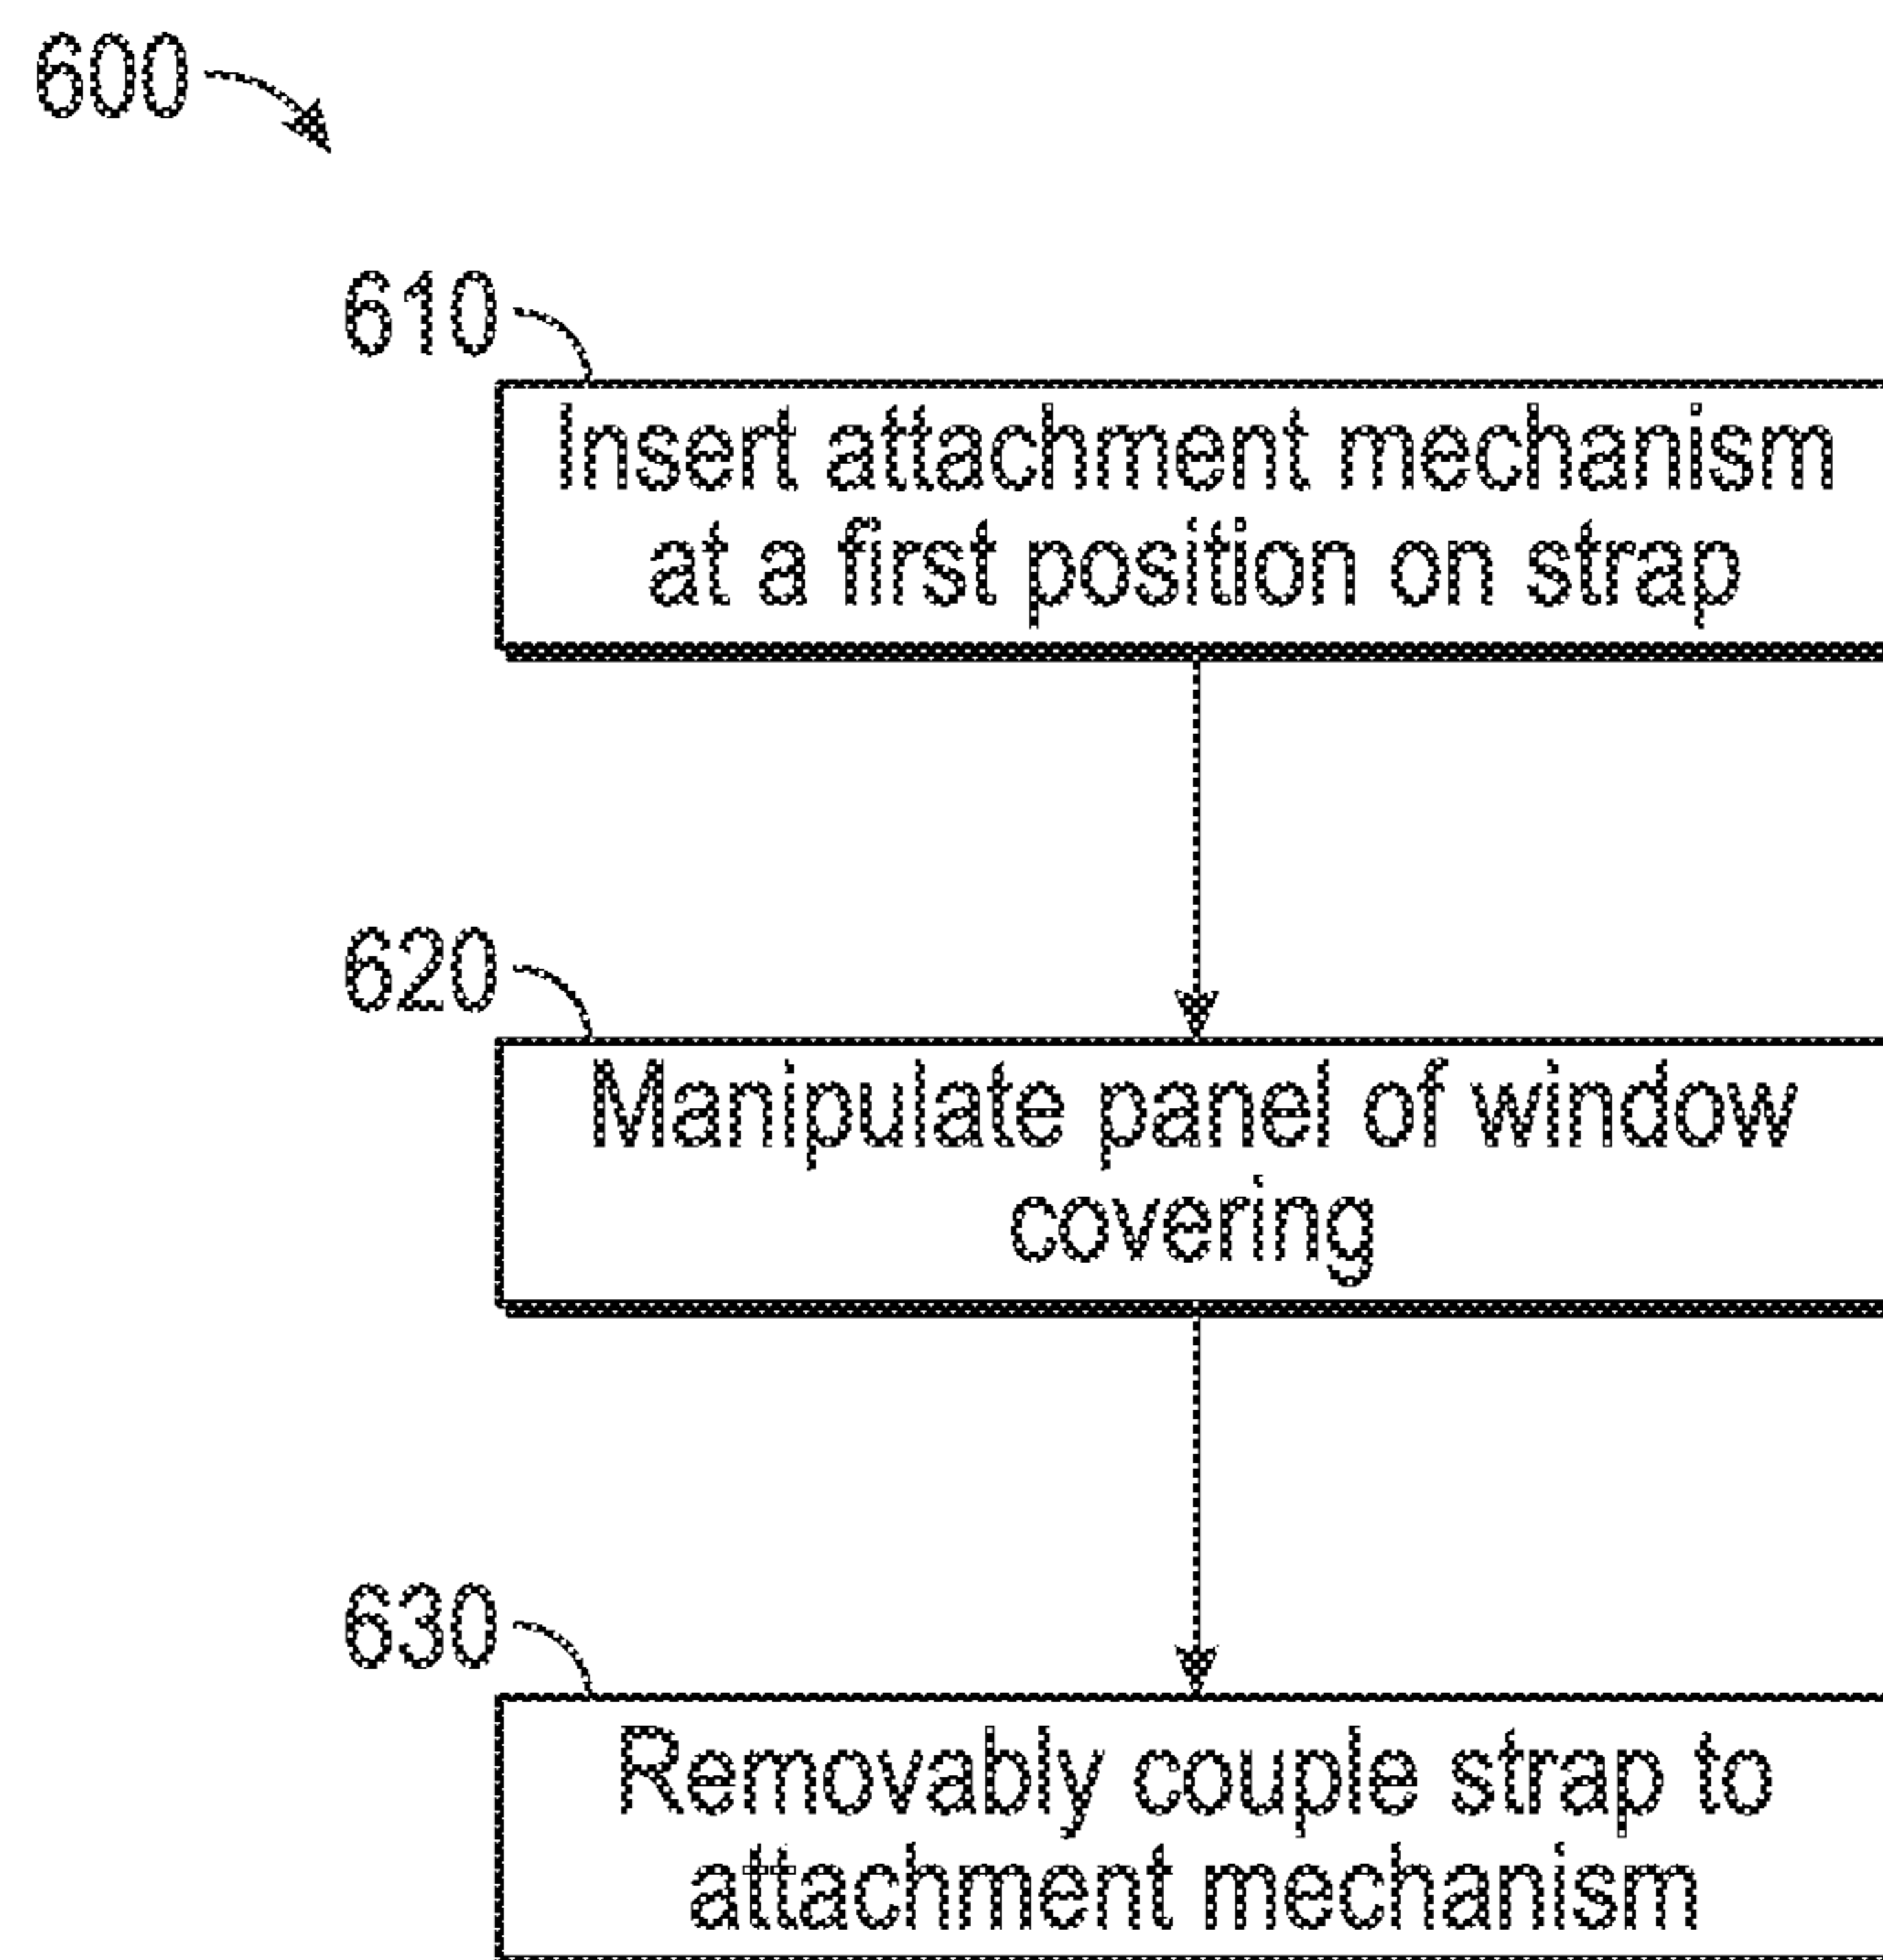 600
610
Insert attachment mechanism
at a first position on strap
620
Manipulate panel of window
covering
630
Removably couple strap to
attachment mechanism